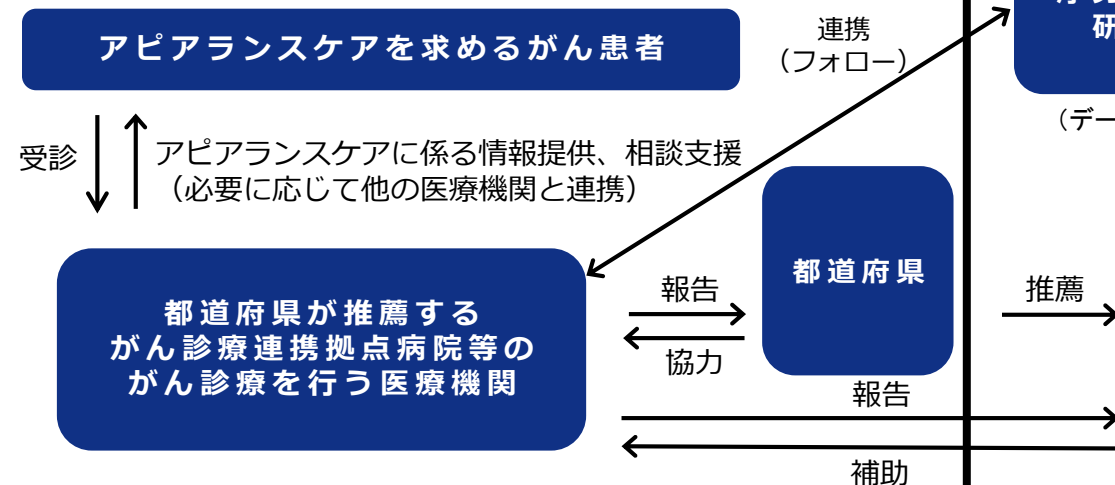 アピアランスケアを求めるがん患者
連携
（フォロー）
研
（デー
受診
アピアランスケアに係る情報提供、相談支援
（必要に応じて他の医療機関と連携）
都道府県
報告
協力
推薦
都道府県が推薦する
がん診療連携拠点病院等の
がん診療を行う医療機関
報告
補助